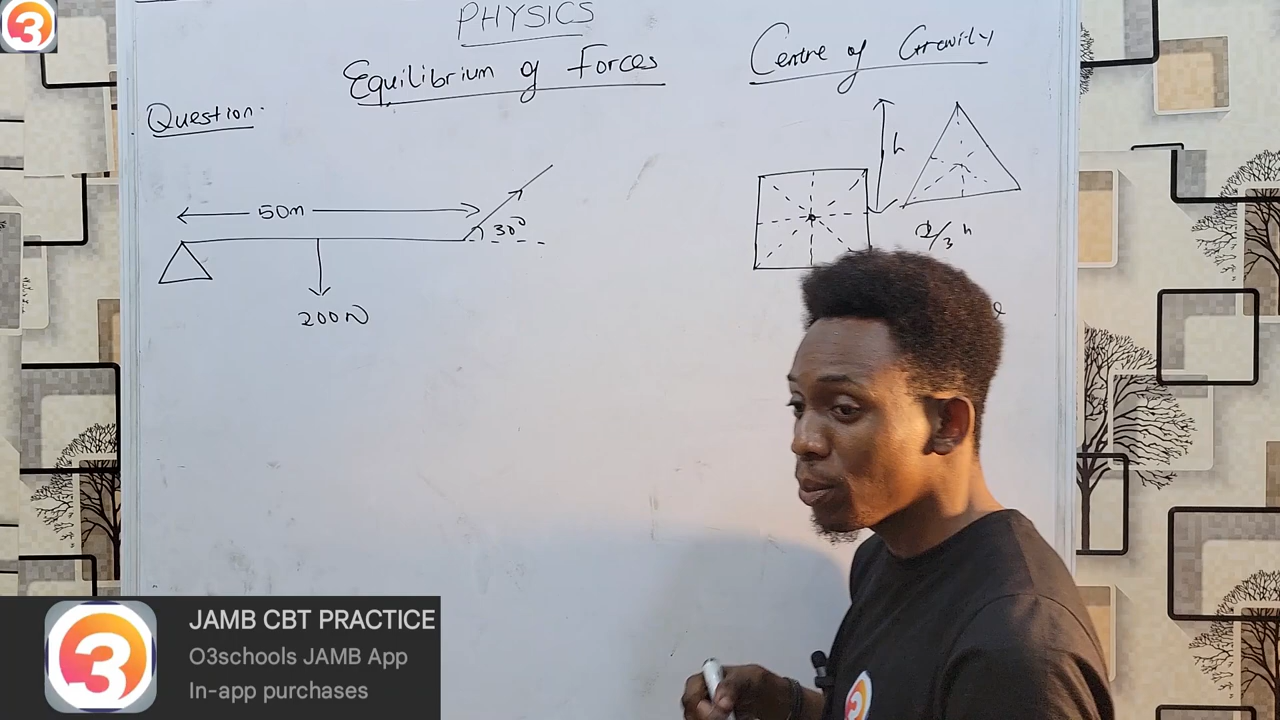 PHYSICS
Equilibrium of Forces
Centre of Gravity
Question.
h
50m
30°
/3 h
200N
e
3
JAMB CBT PRACTICE
O3schools JAMB App
In-app purchases